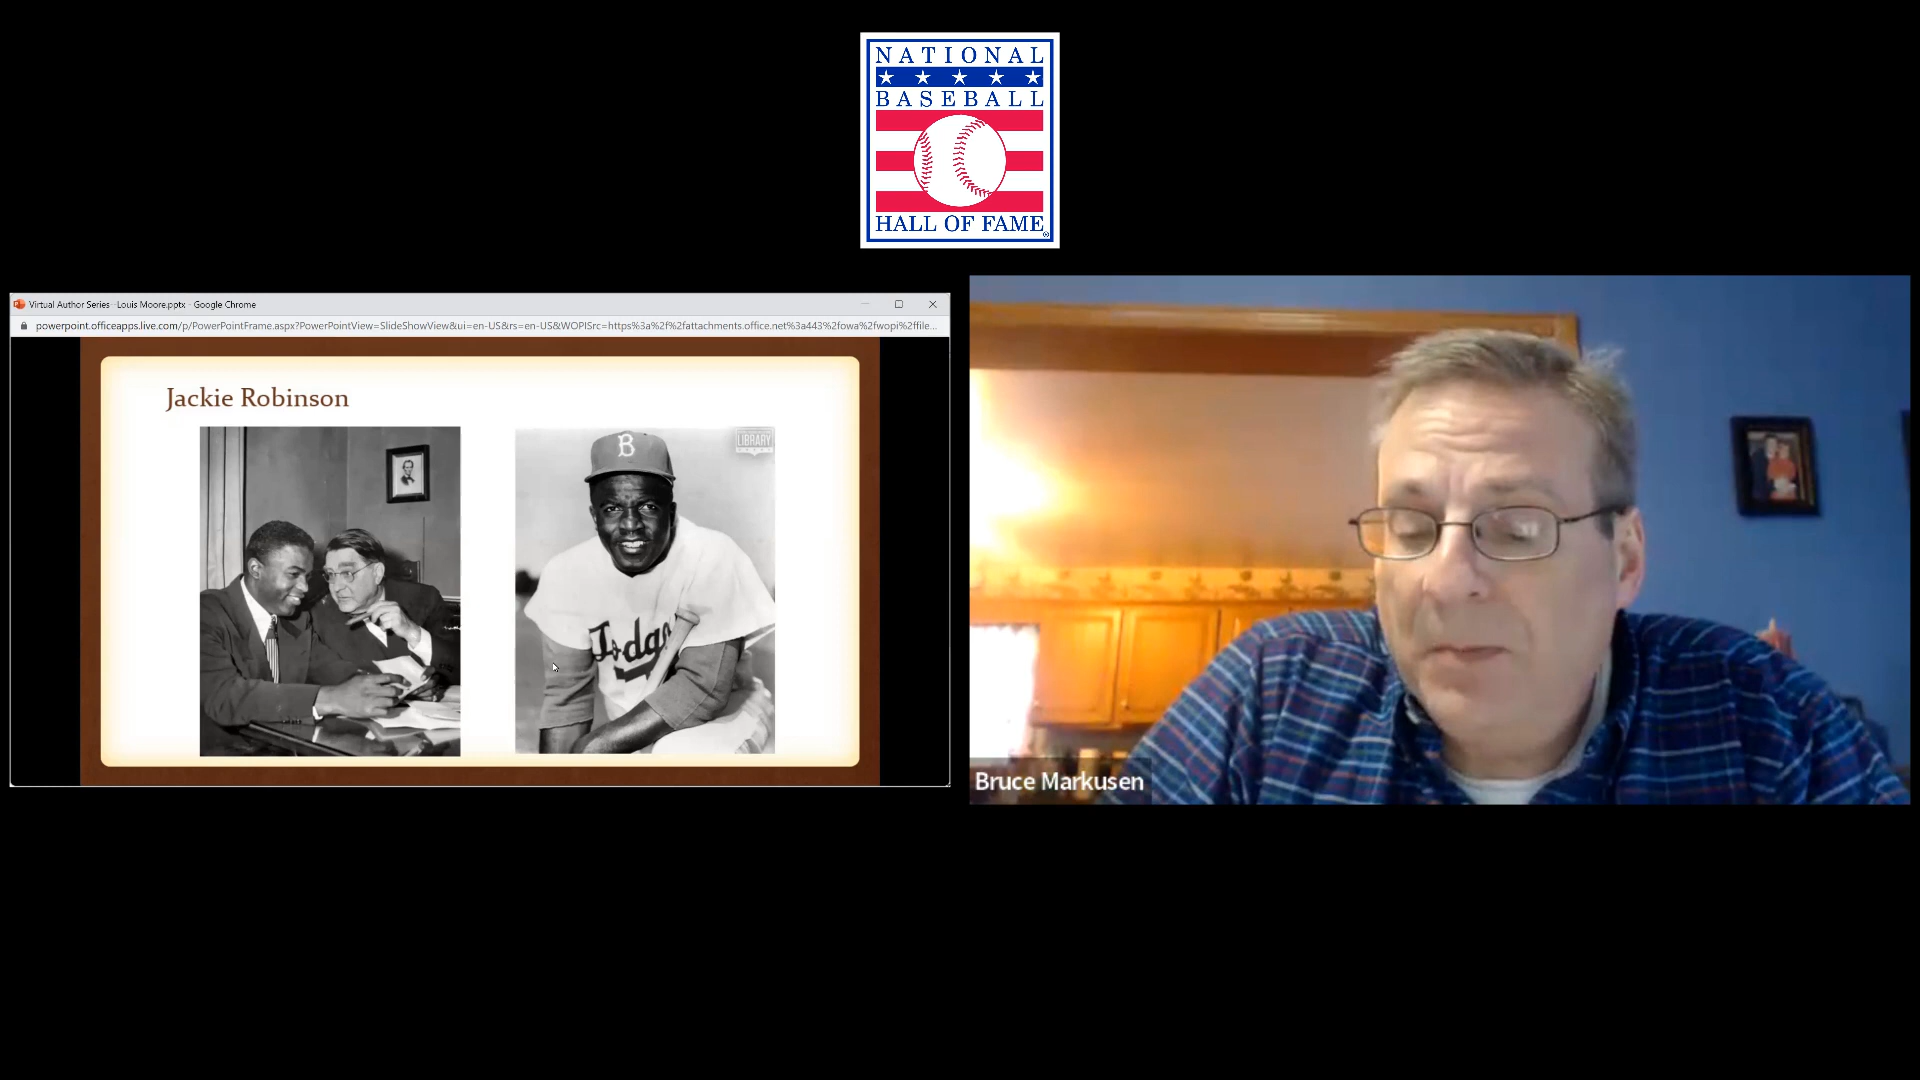 NATIONAL
BASEBALL
HALL OF FAME
®
Virtual Author Series--Louis Moore.pptx - Google Chrome
powerpoint.officeapps.live.com/p/PowerPointFrame.aspx?PowerPointView=SlideShowView&ui=en-US&rs=en-US&WOPISrc=https%3a%2f%2fattachments.office.net%3a443%2fowa%2fwopi%2ffile...
Jackie Robinson
LIBRARY
B
Dodge
Bruce Markusen